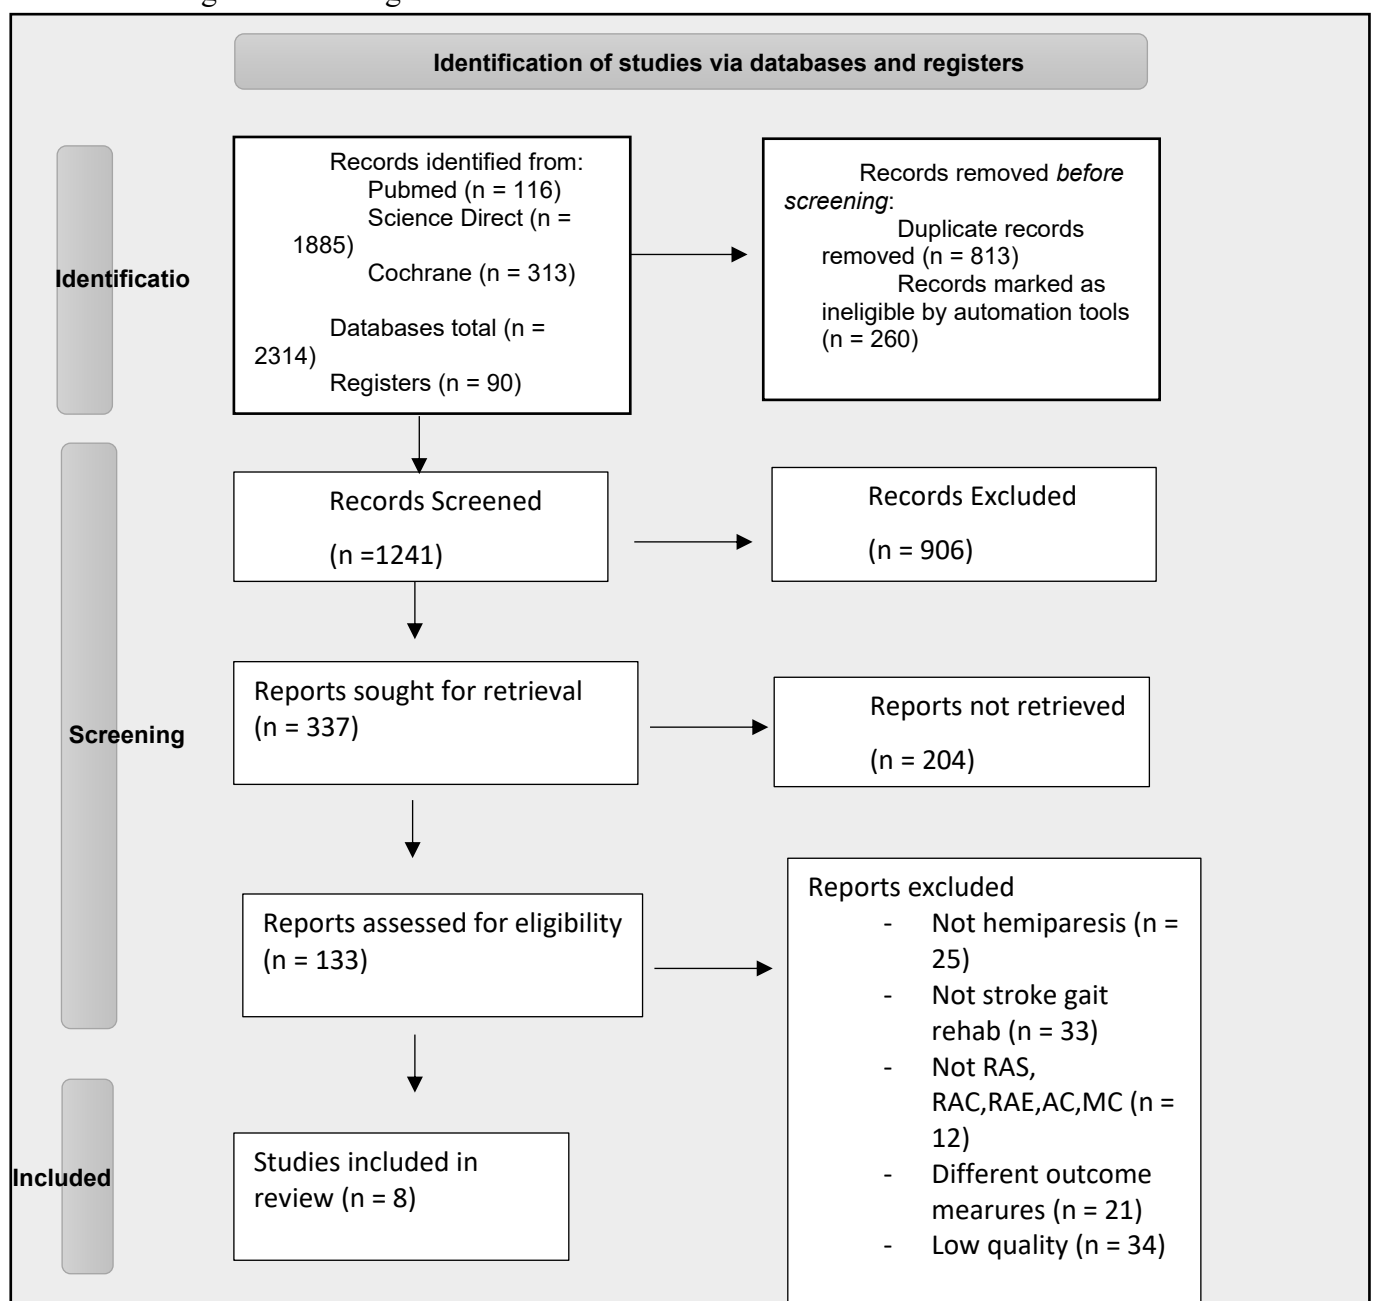 Identification of studies via databases and registers
Identificatio
Records identified from:
Pubmed (n = 116)
Science Direct (n =
1885)
Cochrane (n = 313)
Databases total (n =
2314)
Registers (n = 90)
Records removed before
screening:
Duplicate records
removed (n = 813)
Records marked as
ineligible by automation tools
(n = 260)
Screening
Records Screened
(n =1241)
Records Excluded
(n = 906)
Reports sought for retrieval
(n = 337)
Reports not retrieved
(n = 204)
Reports assessed for eligibility
(n = 133)
Reports excluded
- Not hemiparesis (n =
25)
- Not stroke gait
rehab (n = 33)
- Not RAS,
RAC,RAE,AC,MC (n =
12)
- Different outcome
mearures (n = 21)
- Low quality (n = 34)
Included
Studies included in
review (n = 8)